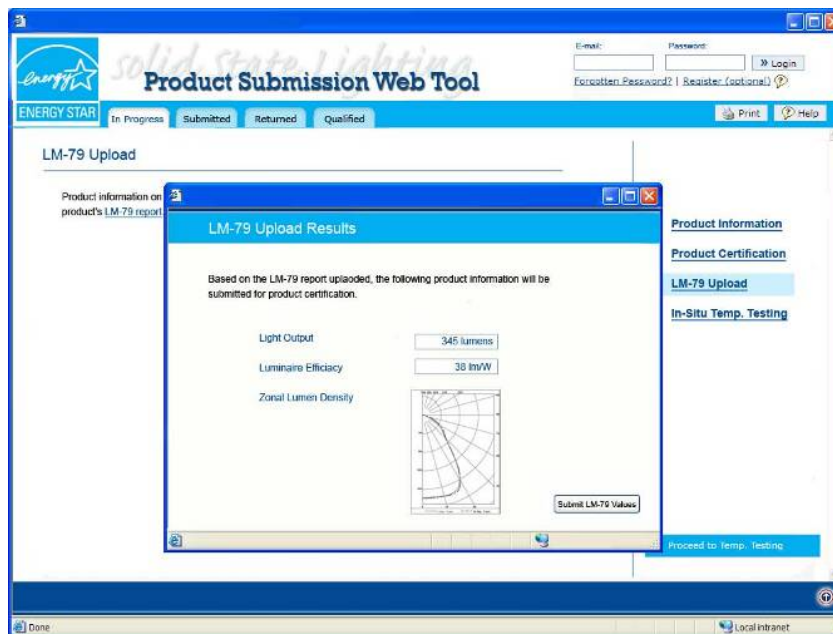 solid State Lighting
Product Submission Web Tool
energy
ENERGY STAR
E-mail:
Password:
» Login
Forgotten Password? | Register (optional) ?
In Progress
Submitted
Returned
Qualified
Print
? Help
LM-79 Upload
Product information on
product's LM-79 report.
LM-79 Upload Results
Based on the LM-79 report uplaoded, the following product information will be
submitted for product certification.
Light Output
345 lumens
Luminaire Efficiacy
38 lm/W
Zonal Lumen Density
Submit LM-79 Values
Product Information
Product Certification
LM-79 Upload
In-Situ Temp. Testing
Proceed to Temp. Testing
Done
Local intranet